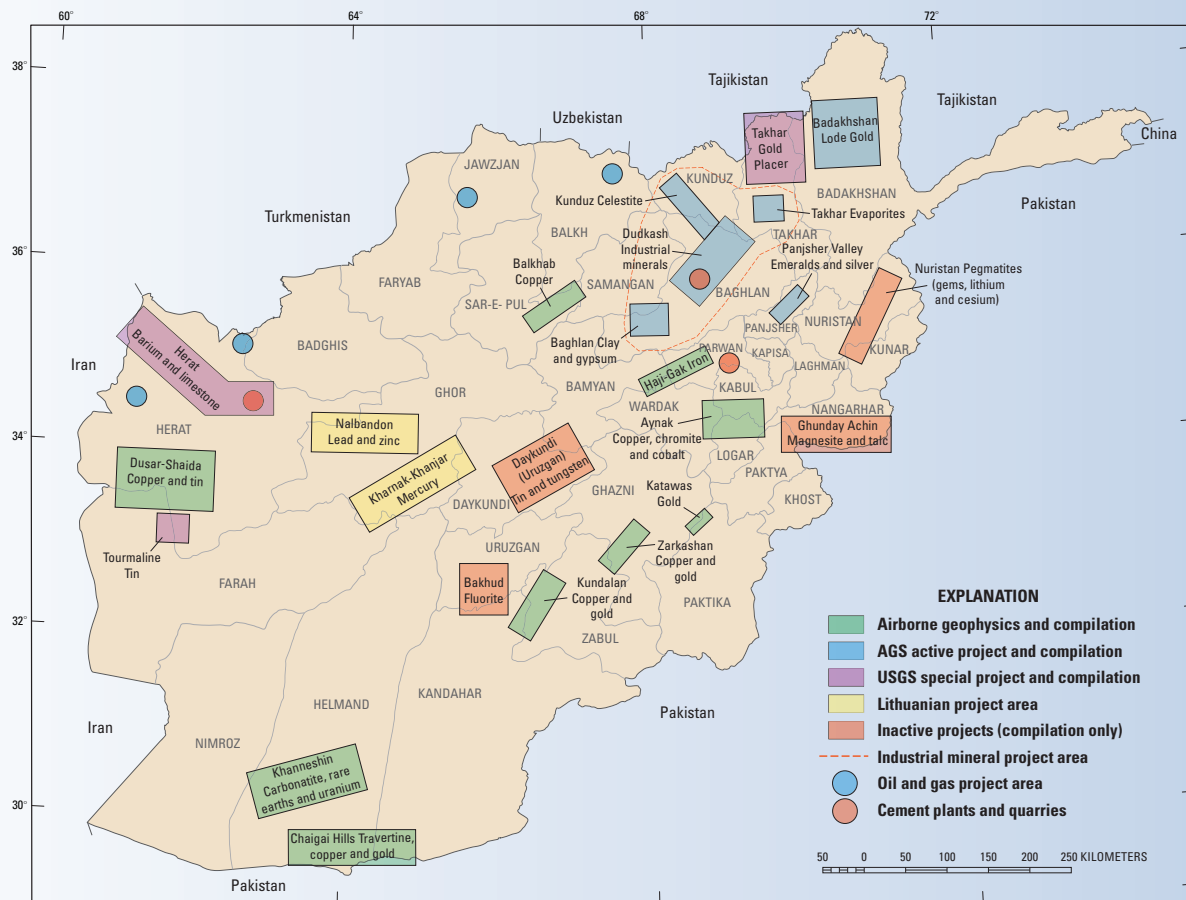 60°
64°
68°
72°
38°
36°
34°
32°
30°
Tajikistan
Tajikistan
China
Uzbekistan
Turkmenistan
Pakistan
Iran
Iran
Pakistan
Pakistan
JAWZJAN
KUNDUZ
BADAKHSHAN
BALKH
TAKHAR
FARYAB
SAMANGAN
SAR-E- PUL
BAGHLAN
BADGHIS
PANJSHER
NURISTAN
PARWAN
KAPISA
KUNAR
LAGHMAN
GHOR
BAMYAN
KABUL
WARDAK
NANGARHAR
HERAT
LOGAR
PAKTYA
GHAZNI
KHOST
DAYKUNDI
URUZGAN
FARAH
PAKTIKA
ZABUL
HELMAND
KANDAHAR
NIMROZ
Takhar
Gold
Placer
Badakhshan
Lode Gold
Kunduz Celestite
Takhar Evaporites
Dudkash
Industrial
minerals
Panjsher Valley
Emeralds and silver
Balkhab
Copper
Nuristan Pegmatites
(gems, lithium
and cesium)
Baghlan Clay
and gypsum
Herat
Barium and limestone
Haji-Gak Iron
Nalbandon
Lead and zinc
Aynak
Copper, chromite
and cobalt
Ghunday Achin
Magnesite and talc
Dusar-Shaida
Copper and tin
Kharnak-Khanjar
Mercury
Daykundi
(Uruzgan)
Tin and tungsten
Katawas
Gold
Tourmaline
Tin
Zarkashan
Copper and
gold
Bakhud
Fluorite
Kundalan
Copper and
gold
Khanneshin
Carbonatite, rare
earths and uranium
Chaigai Hills Travertine,
copper and gold
EXPLANATION
Airborne geophysics and compilation
AGS active project and compilation
USGS special project and compilation
Lithuanian project area
Inactive projects (compilation only)
Industrial mineral project area
Oil and gas project area
Cement plants and quarries
50 0 50 100 150 200 250 KILOMETERS